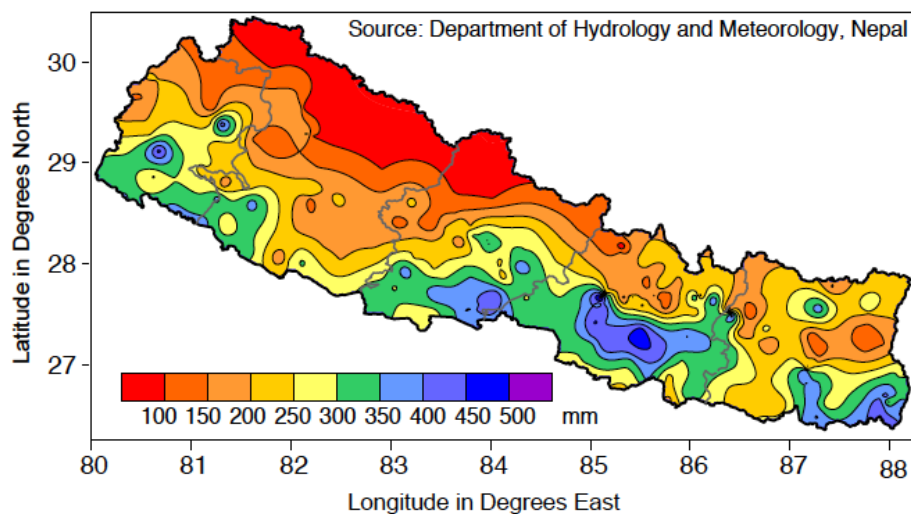 Source: Department of Hydrology and Meteorology, Nepal
30
29
28
27
Latitude in Degrees North
100 150 200 250 300 350 400 450 500 mm
80 81 82 83 84 85 86 87 88
Longitude in Degrees East